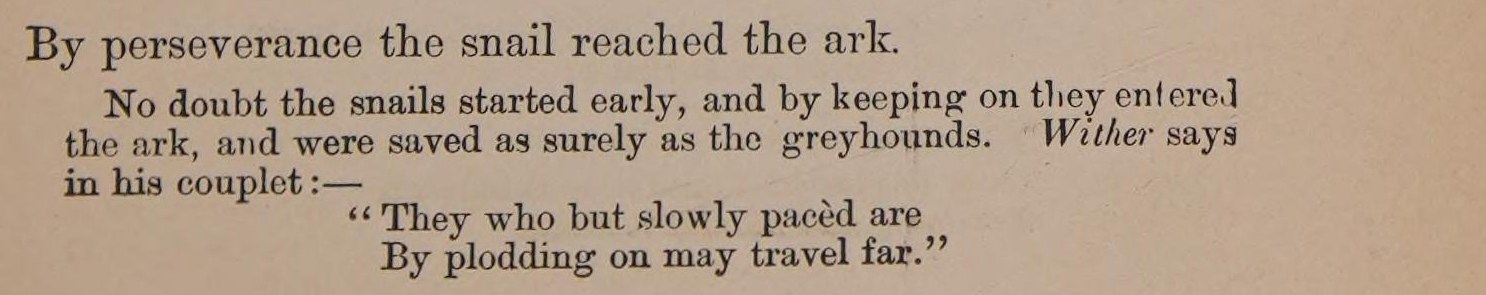 By perseverance the snail reached the ark.
No doubt the snails started early, and by keeping on they entered
the ark, and were saved as surely as the greyhounds. Wither says
in his couplet:—
“They who but slowly pacèd are
By plodding on may travel far.”